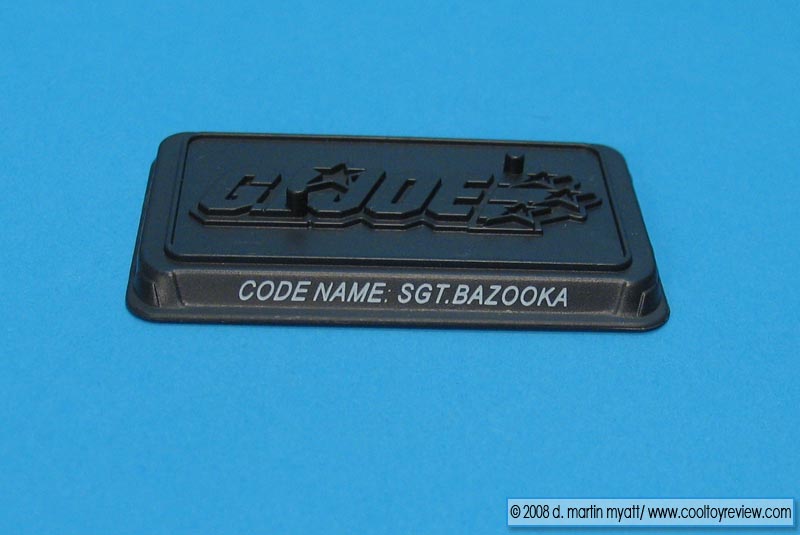 G.I.JOE
CODE NAME: SGT.BAZOOKA
© 2008 d. martin myatt/ www.cooltoyreview.com